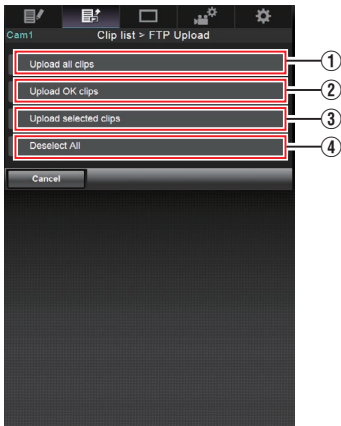 Cam1 Clip list > FTP Upload
Upload all clips 1
Upload OK clips 2
Upload selected clips 3
Deselect All 4
Cancel